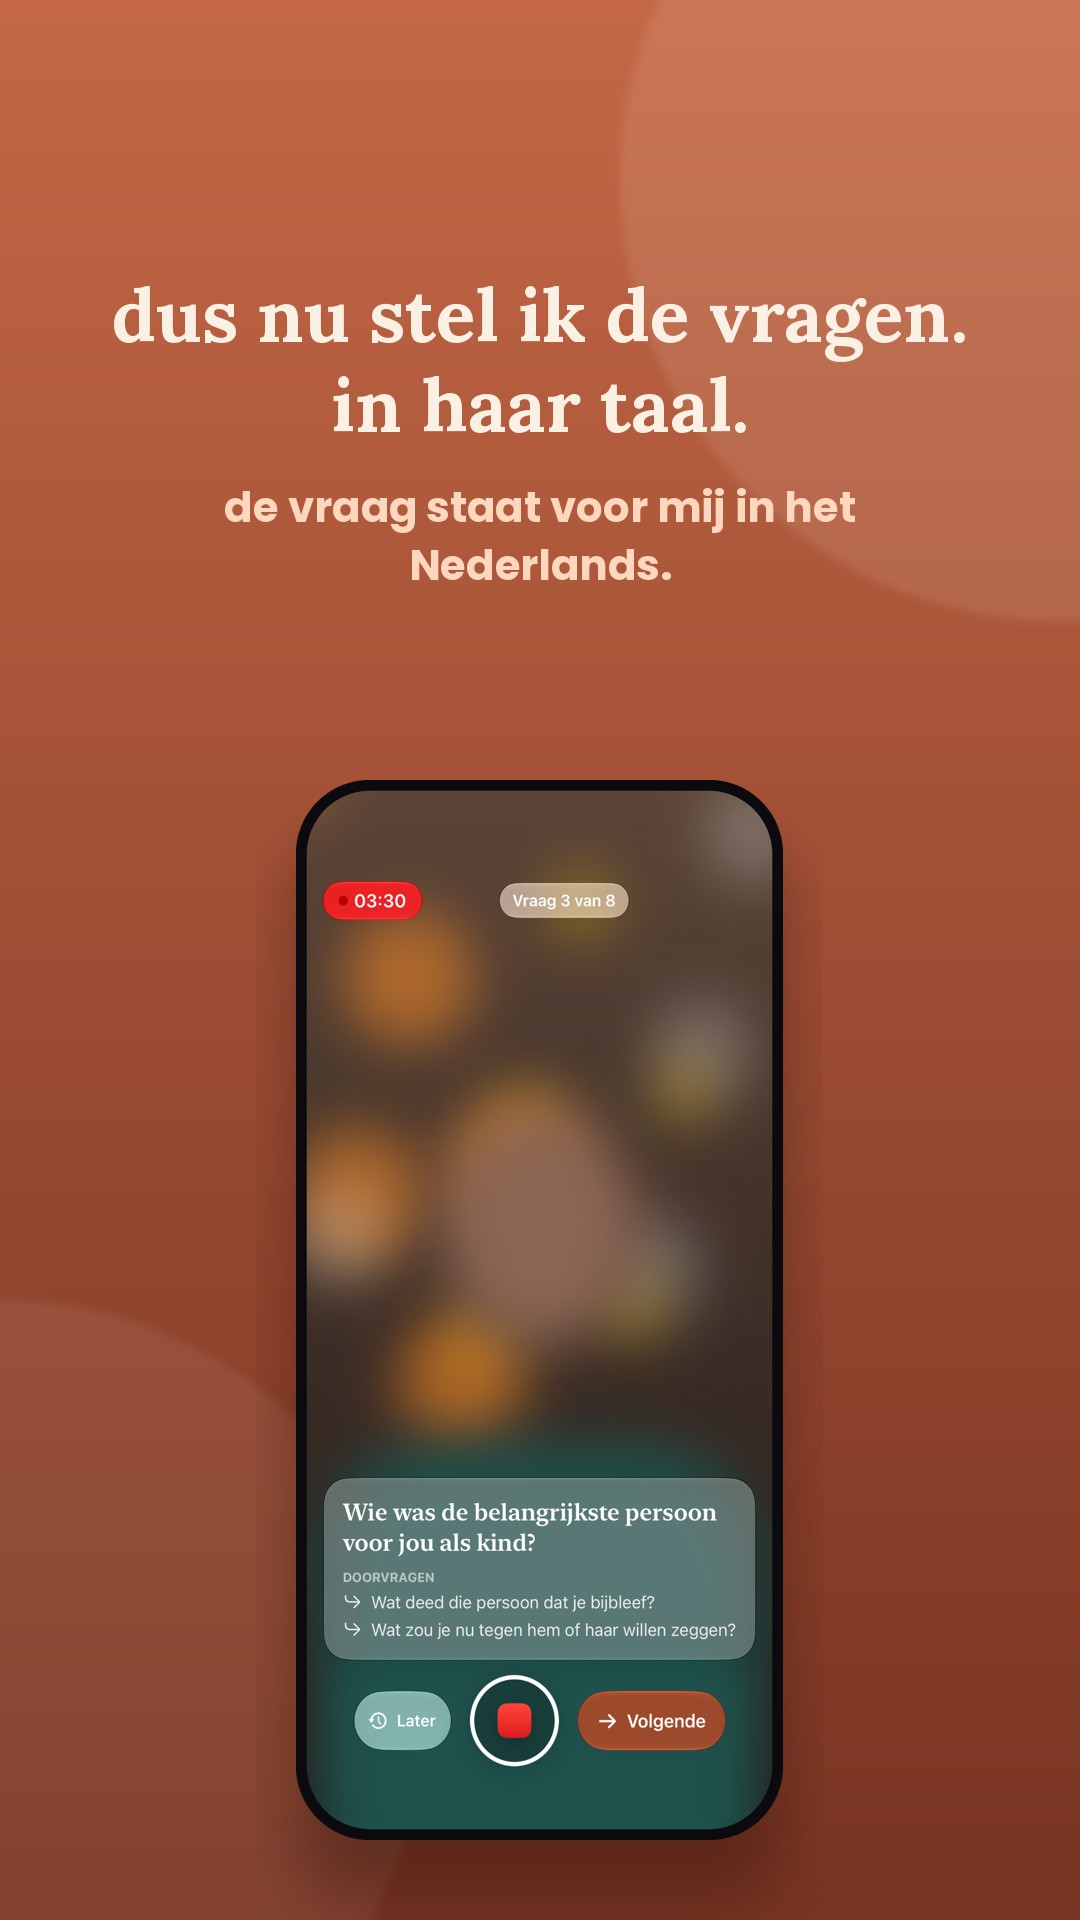 dus nu stel ik de vragen.
in haar taal.
de vraag staat voor mij in het
Nederlands.
03:30
Vraag 3 van 8
Wie was de belangrijkste persoon
voor jou als kind?
DOORVRAGEN
Wat deed die persoon dat je bijbleef?
Wat zou je nu tegen hem of haar willen zeggen?
Later
Volgende